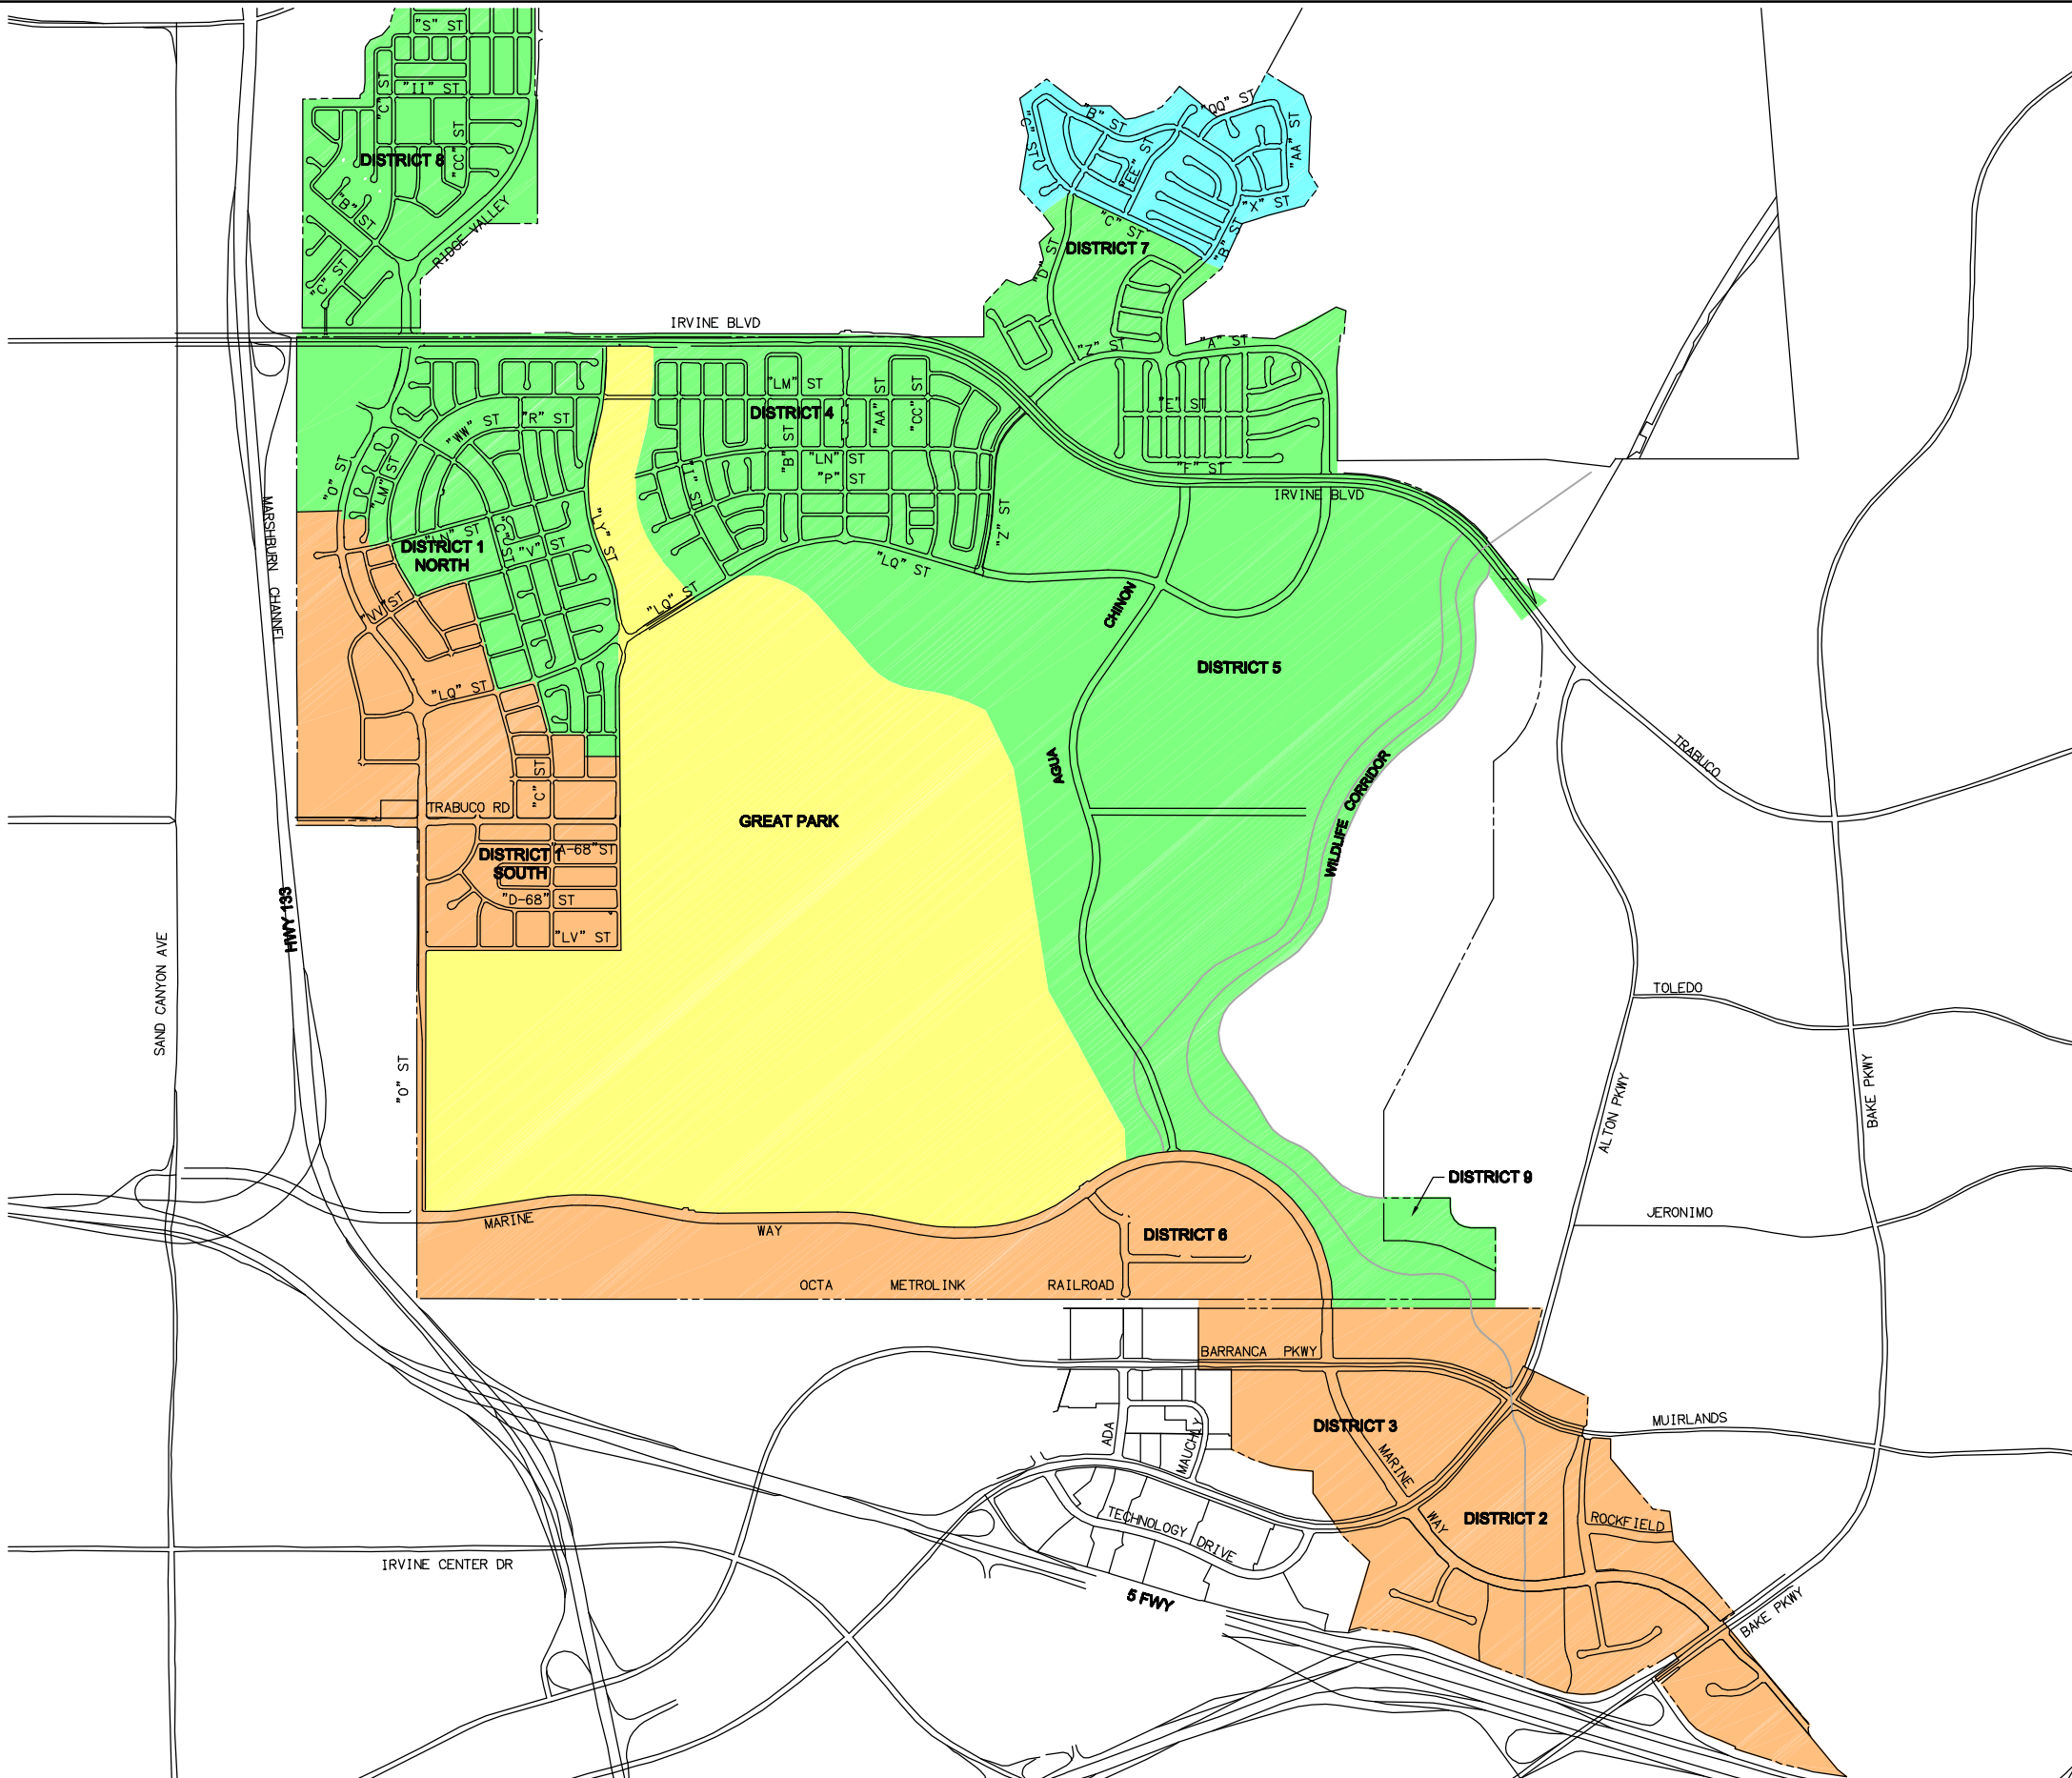 "S" ST
"C" ST
"II" ST
"CC" ST
DISTRICT 8
"B" ST
"C" ST
RIDGE VALLEY
"QQ" ST
"B" ST
"C" ST
"EE" ST
"AA" ST
"X" ST
"C" ST
"B" ST
DISTRICT 7
"D" ST
IRVINE BLVD
"Z" ST
"A" ST
"LM" ST
DISTRICT 4
"AA" ST
"CC" ST
"E" ST
"WW" ST
"R" ST
"B" ST
"LN" ST
"P" ST
"F" ST
IRVINE BLVD
"O" ST
"LM" ST
"I" ST
"Z" ST
MARSHBURN CHANNEL
DISTRICT 1
NORTH
"C" ST
"V" ST
"LY" ST
"LQ" ST
"LQ" ST
CHINON
"VV" ST
DISTRICT 5
"LQ" ST
AGUA
WILDLIFE CORRIDOR
TRABUCO
"C" ST
TRABUCO RD
GREAT PARK
DISTRICT 1
SOUTH
"A-68" ST
"D-68" ST
"LV" ST
HWY 133
SAND CANYON AVE
TOLEDO
"O" ST
ALTON PKWY
BAKE PKWY
DISTRICT 9
JERONIMO
MARINE
WAY
DISTRICT 6
OCTA METROLINK RAILROAD
BARRANCA PKWY
MUIRLANDS
ADA
MAUCHLY
DISTRICT 3
MARINE
WAY
TECHNOLOGY DRIVE
DISTRICT 2
ROCKFIELD
IRVINE CENTER DR
5 FWY
BAKE PKWY